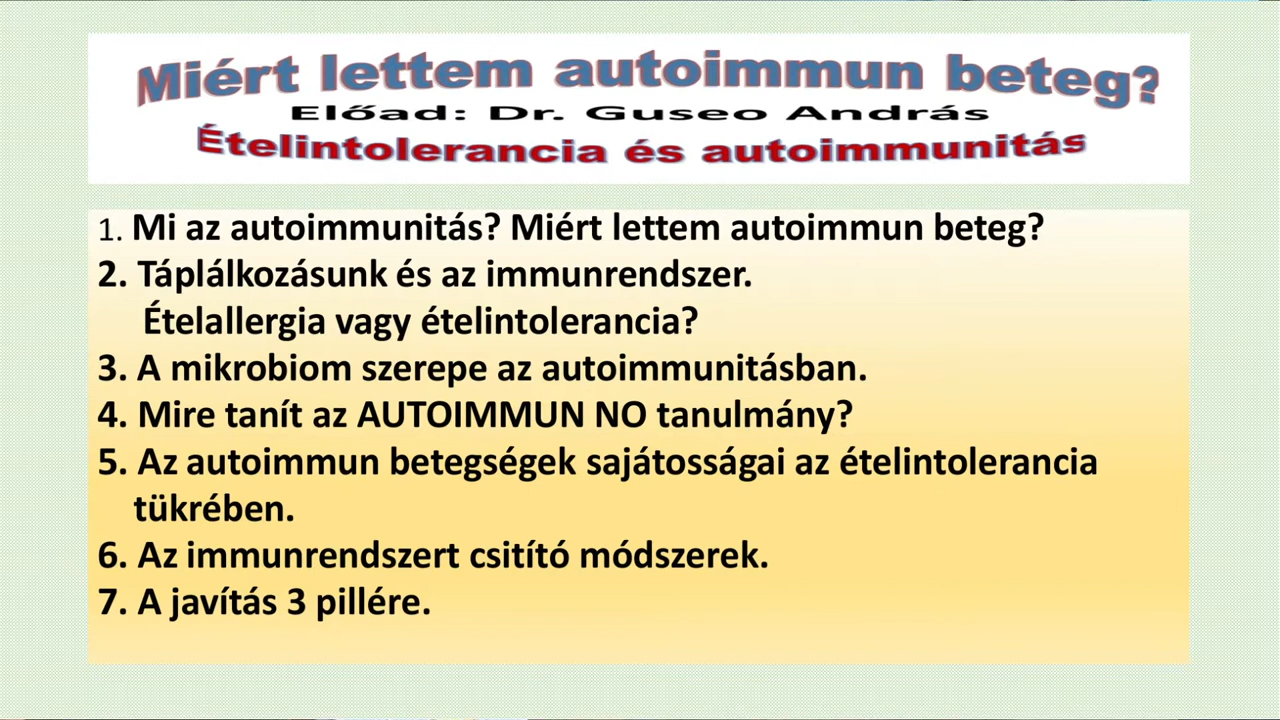 Miért lettem autoimmun beteg?
Előad: Dr. Guseo András
Ételintolerancia és autoimmunitás
1. Mi az autoimmunitás? Miért lettem autoimmun beteg?
2. Táplálkozásunk és az immunrendszer.
Ételallergia vagy ételintolerancia?
3. A mikrobiom szerepe az autoimmunitásban.
4. Mire tanít az AUTOIMMUN NO tanulmány?
5. Az autoimmun betegségek sajátosságai az ételintolerancia
tükrében.
6. Az immunrendszert csitító módszerek.
7. A javítás 3 pillére.